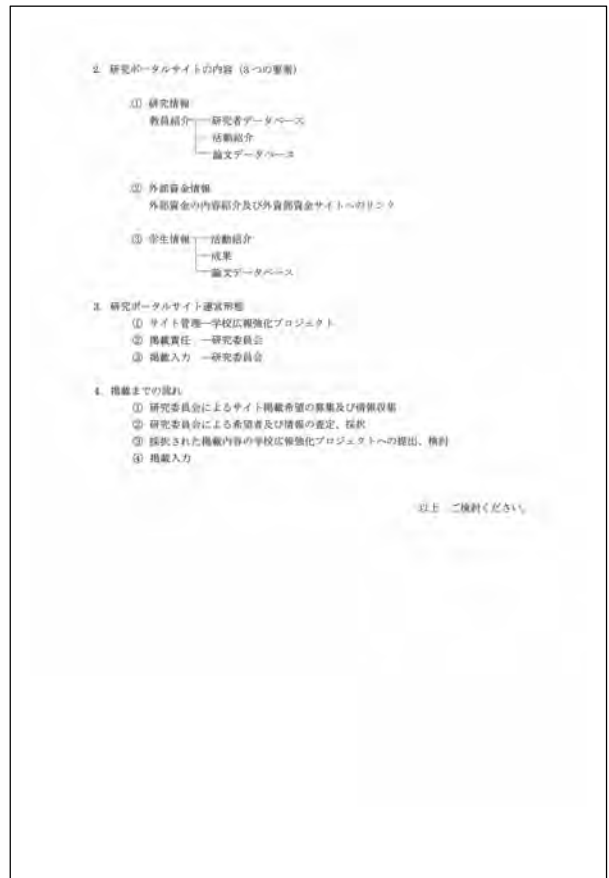 2. 研究ポータルサイトの内容（3つの要素）
① 研究情報
教員紹介 研究者データベース
活動紹介
論文データベース
② 外部資金情報
外部資金の内容紹介及び外資部資金サイトへのリンク
③ 学生情報 活動紹介
成果
論文データベース
3. 研究ポータルサイト運営形態
① サイト管理―学校広報強化プロジェクト
② 掲載責任 ―研究委員会
③ 掲載入力 ―研究委員会
4. 掲載までの流れ
① 研究委員会によるサイト掲載希望の募集及び情報収集
② 研究委員会による希望者及び情報の査定、採択
③ 採択された掲載内容の学校広報強化プロジェクトへの提出、検討
④ 掲載入力
以上 ご検討ください。